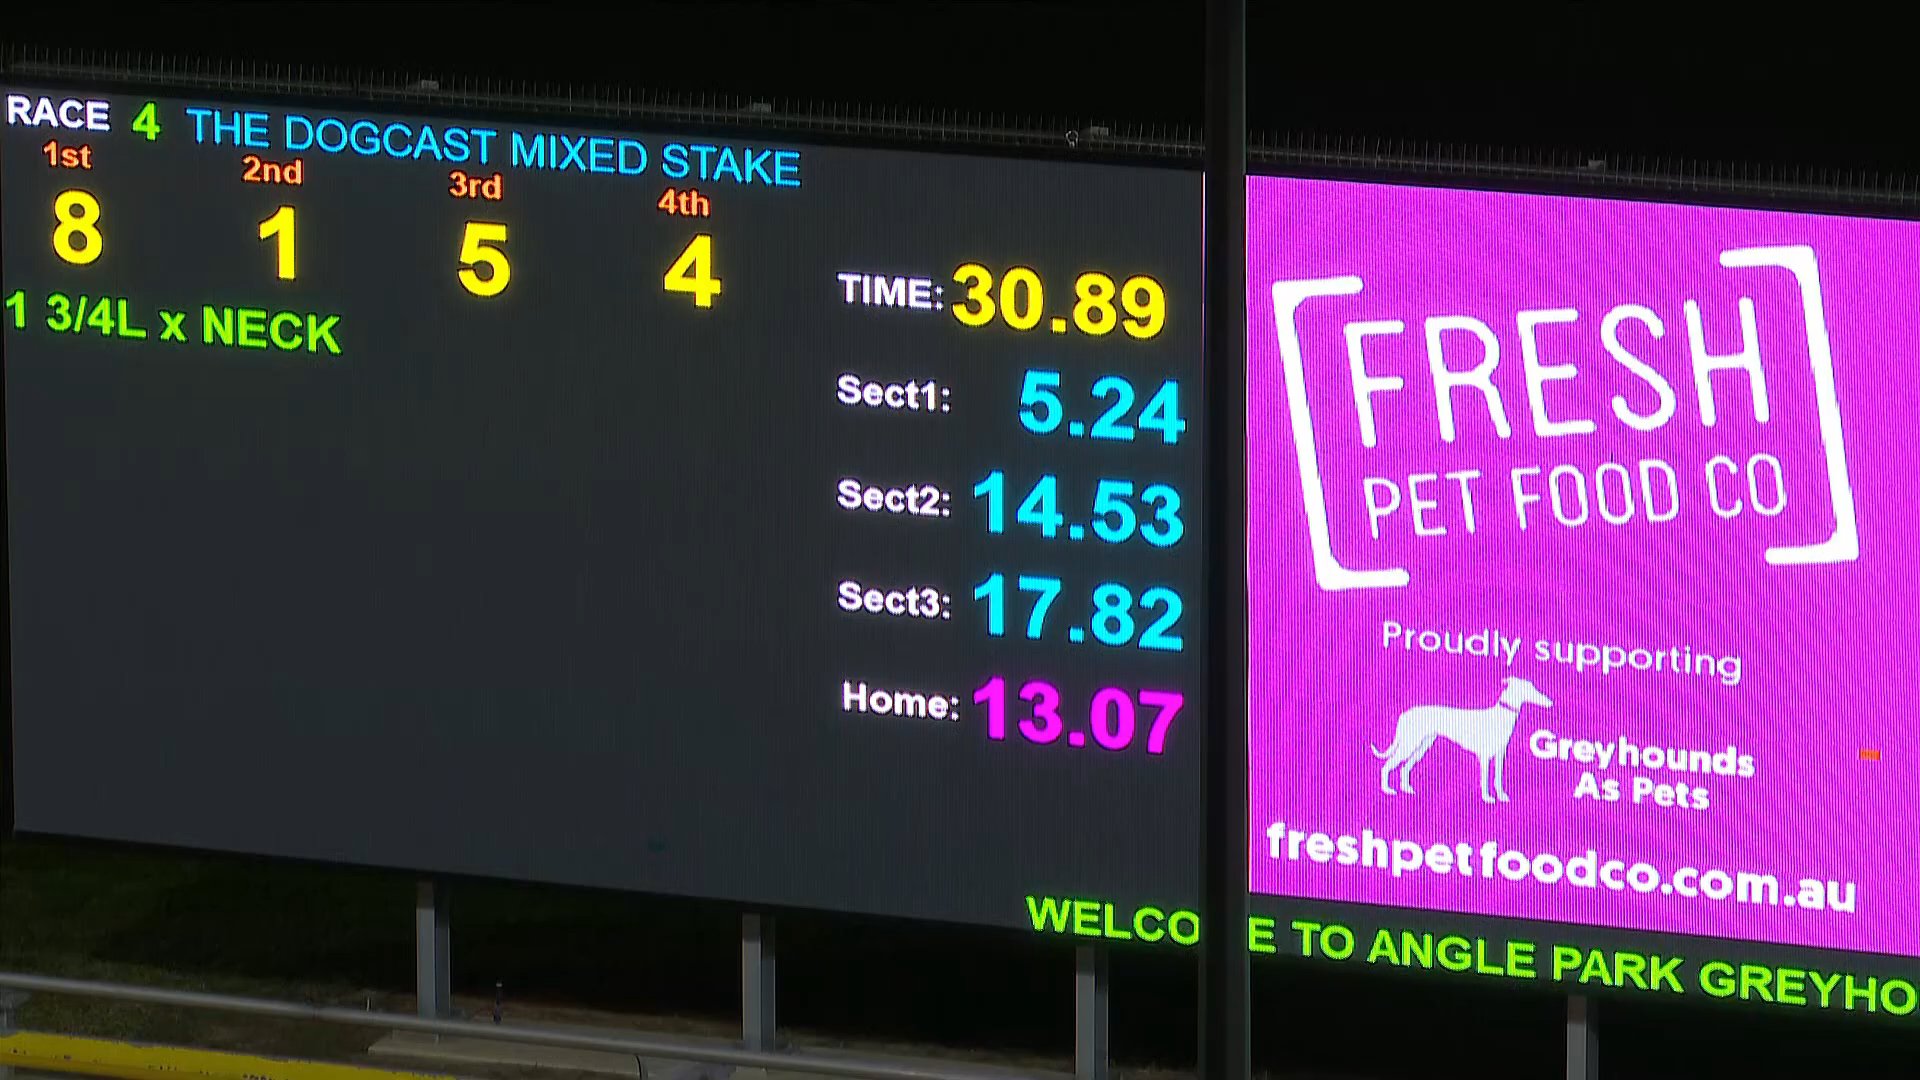 RACE 4 THE DOGCAST MIXED STAKE
1st 2nd 3rd 4th
8 1 5 4
1 3/4L x NECK
TIME: 30.89
Sect1: 5.24
Sect2: 14.53
Sect3: 17.82
Home: 13.07
FRESH
PET FOOD CO
Proudly supporting
Greyhounds
As Pets
freshpetfoodco.com.au
WELCO E TO ANGLE PARK GREYHO